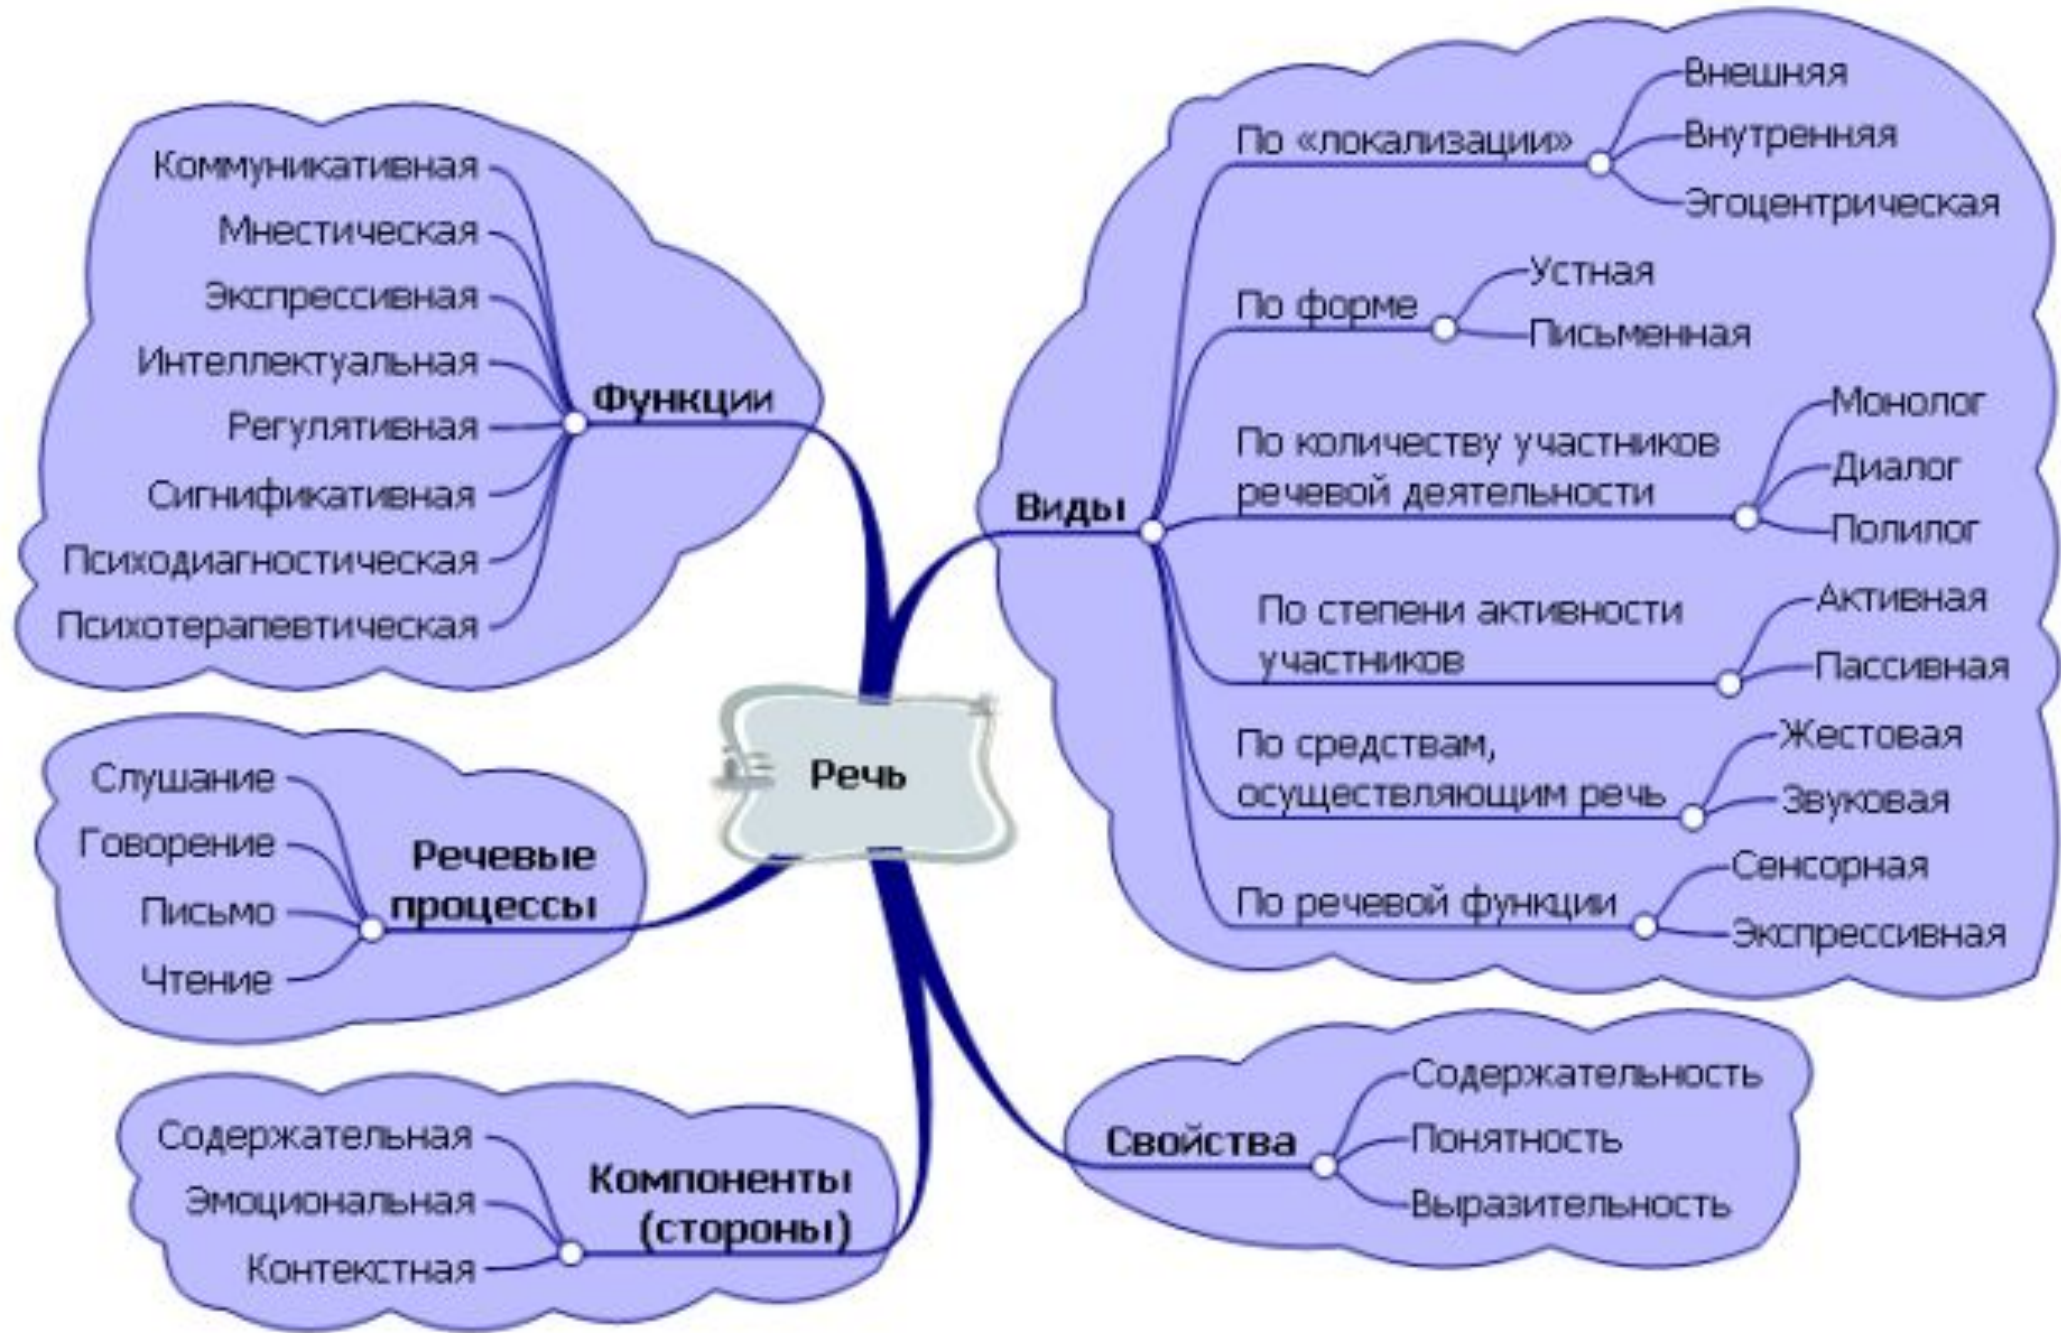 Коммуникативная
Мнестическая
Экспрессивная
Интеллектуальная
Регулятивная
Сигнификативная
Психодиагностическая
Психотерапевтическая
Функции
Виды
По «локализации»
Внешняя
Внутренняя
Эгоцентрическая
По форме
Устная
Письменная
По количеству участников
речевой деятельности
Монолог
Диалог
Полилог
По степени активности
участников
Активная
Пассивная
По средствам,
осуществляющим речь
Жестовая
Звуковая
По речевой функции
Сенсорная
Экспрессивная
Речь
Слушание
Говорение
Письмо
Чтение
Речевые
процессы
Содержательная
Эмоциональная
Контекстная
Компоненты
(стороны)
Свойства
Содержательность
Понятность
Выразительность